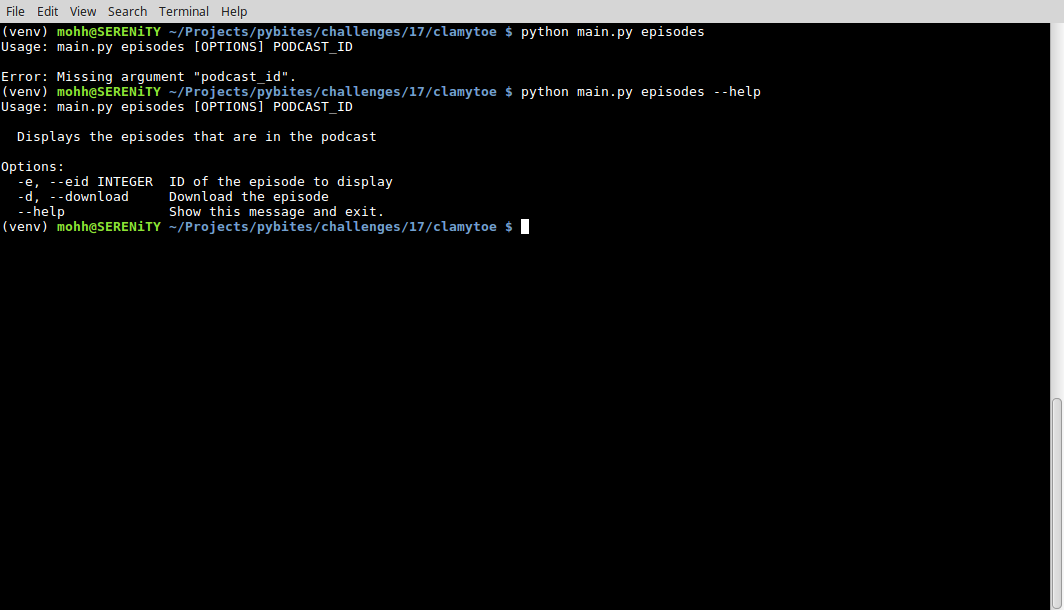 File Edit View Search Terminal Help
(venv) mohh@SERENiTY ~/Projects/pybites/challenges/17/clamytoe $ python main.py episodes
Usage: main.py episodes [OPTIONS] PODCAST_ID
Error: Missing argument "podcast_id".
(venv) mohh@SERENiTY ~/Projects/pybites/challenges/17/clamytoe $ python main.py episodes --help
Usage: main.py episodes [OPTIONS] PODCAST_ID
Displays the episodes that are in the podcast
Options:
-e, --eid INTEGER  ID of the episode to display
-d, --download     Download the episode
--help             Show this message and exit.
(venv) mohh@SERENiTY ~/Projects/pybites/challenges/17/clamytoe $